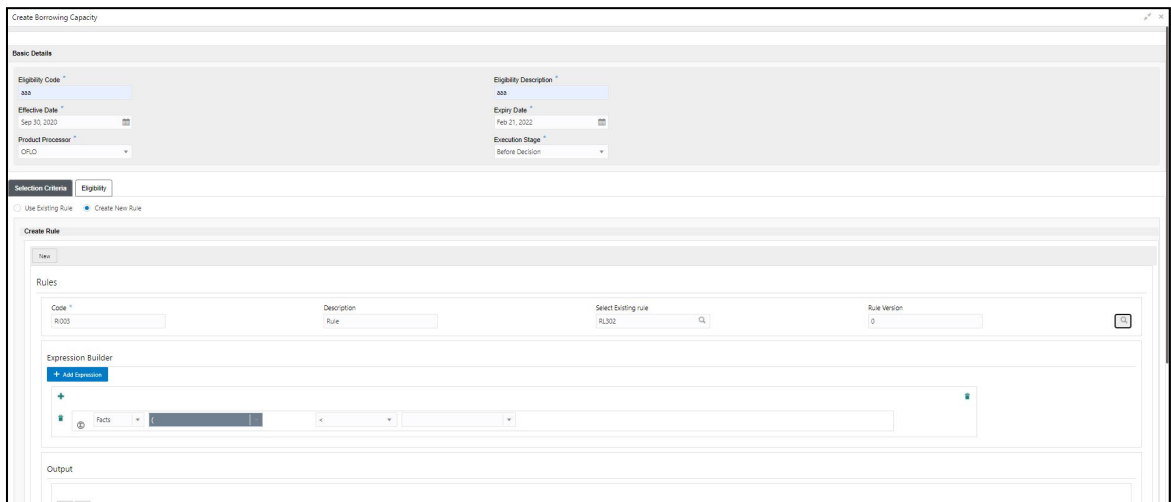 Create Borrowing Capacity
Basic Details
Eligibility Code * Eligibility Description *
aaa aaa
Effective Date * Expiry Date *
Sep 30, 2020 Feb 21, 2022
Product Processor * Execution Stage *
OFLO Before Decision
Selection Criteria Eligibility
Use Existing Rule Create New Rule
Create Rule
New
Rules
Code * Description Select Existing rule Rule Version
RI003 Rule RL302 0
Expression Builder
+ Add Expression
Facts ( <
Output